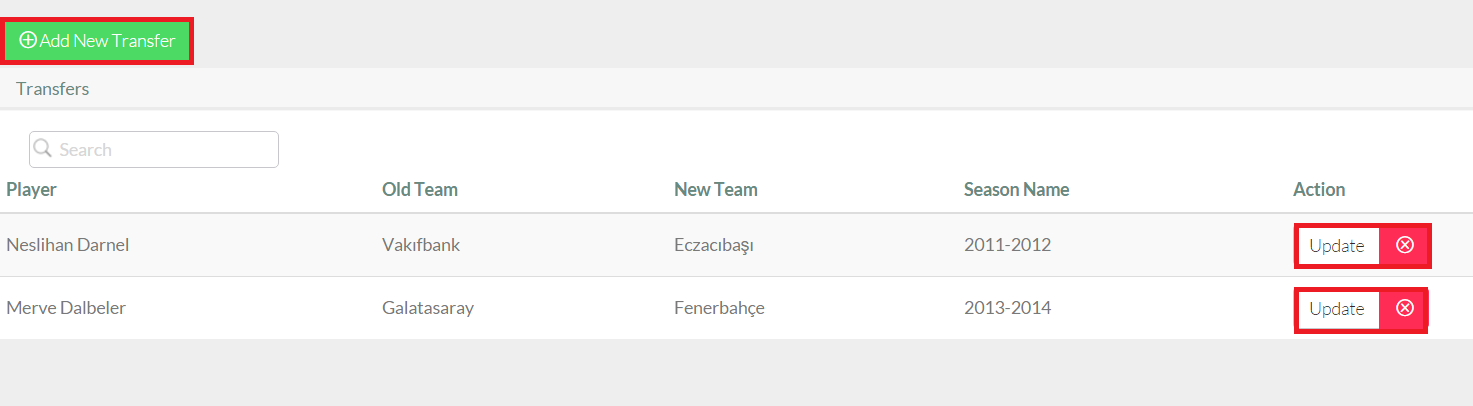 Add New Transfer
Transfers
Search
Player Old Team New Team Season Name Action
Neslihan Darnel Vakıfbank Eczacıbaşı 2011-2012 Update
Merve Dalbeler Galatasaray Fenerbahçe 2013-2014 Update